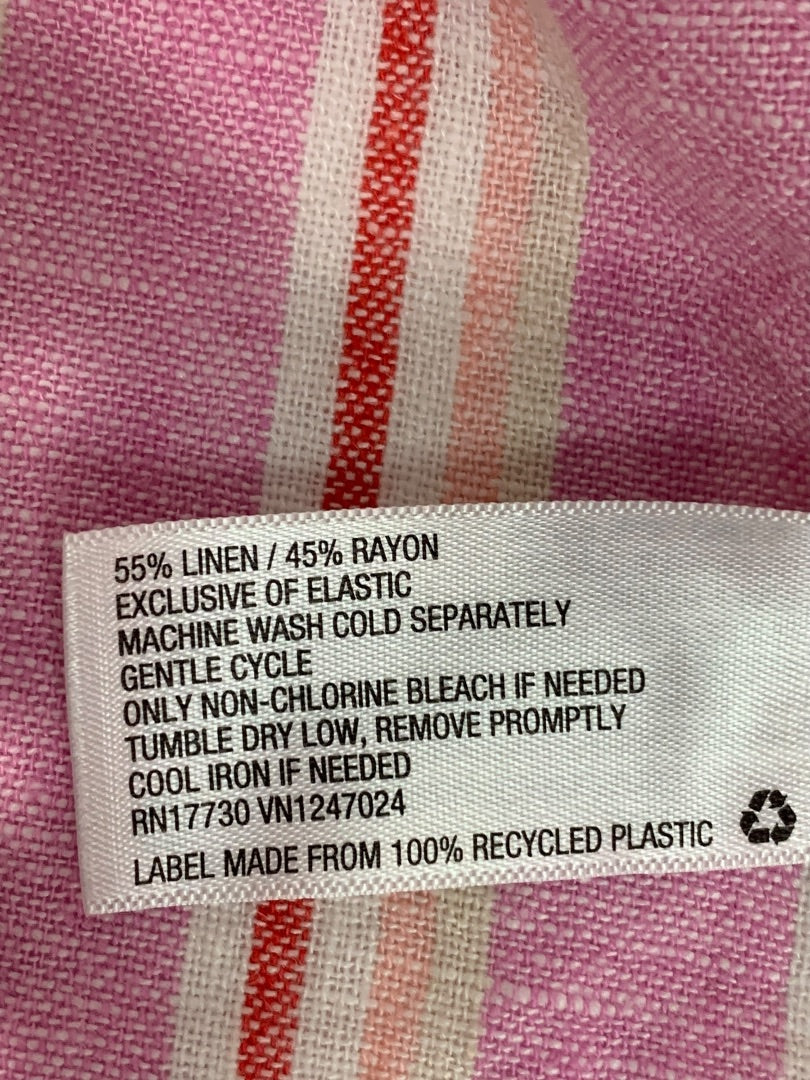 55% LINEN / 45% RAYON
EXCLUSIVE OF ELASTIC
MACHINE WASH COLD SEPARATELY
GENTLE CYCLE
ONLY NON-CHLORINE BLEACH IF NEEDED
TUMBLE DRY LOW, REMOVE PROMPTLY
COOL IRON IF NEEDED
RN17730 VN1247024
LABEL MADE FROM 100% RECYCLED PLASTIC